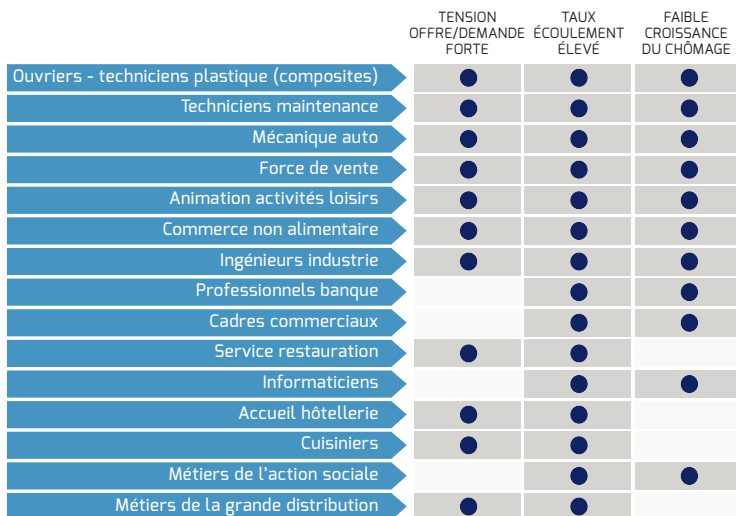 TENSION
OFFRE/DEMANDE
FORTE
TAUX
ÉCOULEMENT
ÉLEVÉ
FAIBLE
CROISSANCE
DU CHÔMAGE
Ouvriers - techniciens plastique (composites)
Techniciens maintenance
Mécanique auto
Force de vente
Animation activités loisirs
Commerce non alimentaire
Ingénieurs industrie
Professionnels banque
Cadres commerciaux
Service restauration
Informaticiens
Accueil hôtellerie
Cuisiniers
Métiers de l'action sociale
Métiers de la grande distribution